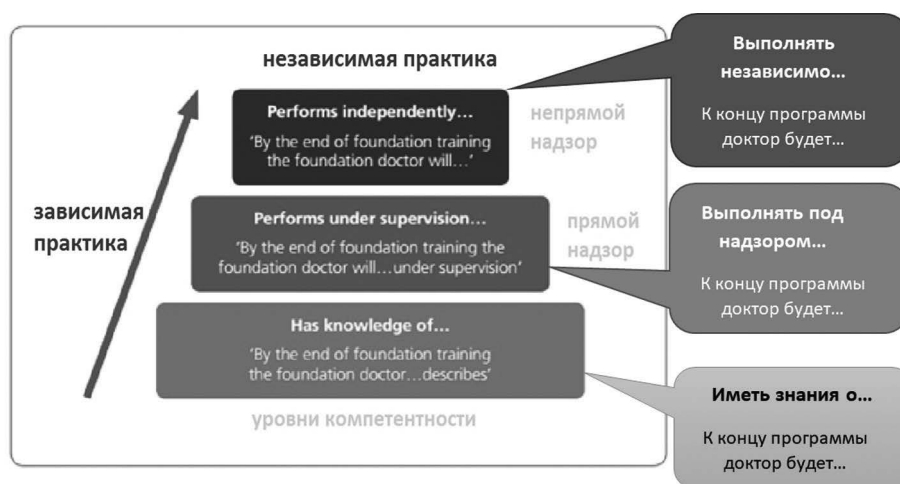 независимая практика
Performs independently...
'By the end of foundation training
the foundation doctor will...'
непрямой
надзор
Выполнять
независимо...
К концу программы
доктор будет...
зависимая
практика
Performs under supervision...
'By the end of foundation training the
foundation doctor will...under supervision'
прямой
надзор
Выполнять под
надзором...
К концу программы
доктор будет...
Has knowledge of...
'By the end of foundation training
the foundation doctor...describes'
уровни компетентности
Иметь знания о...
К концу программы
доктор будет...